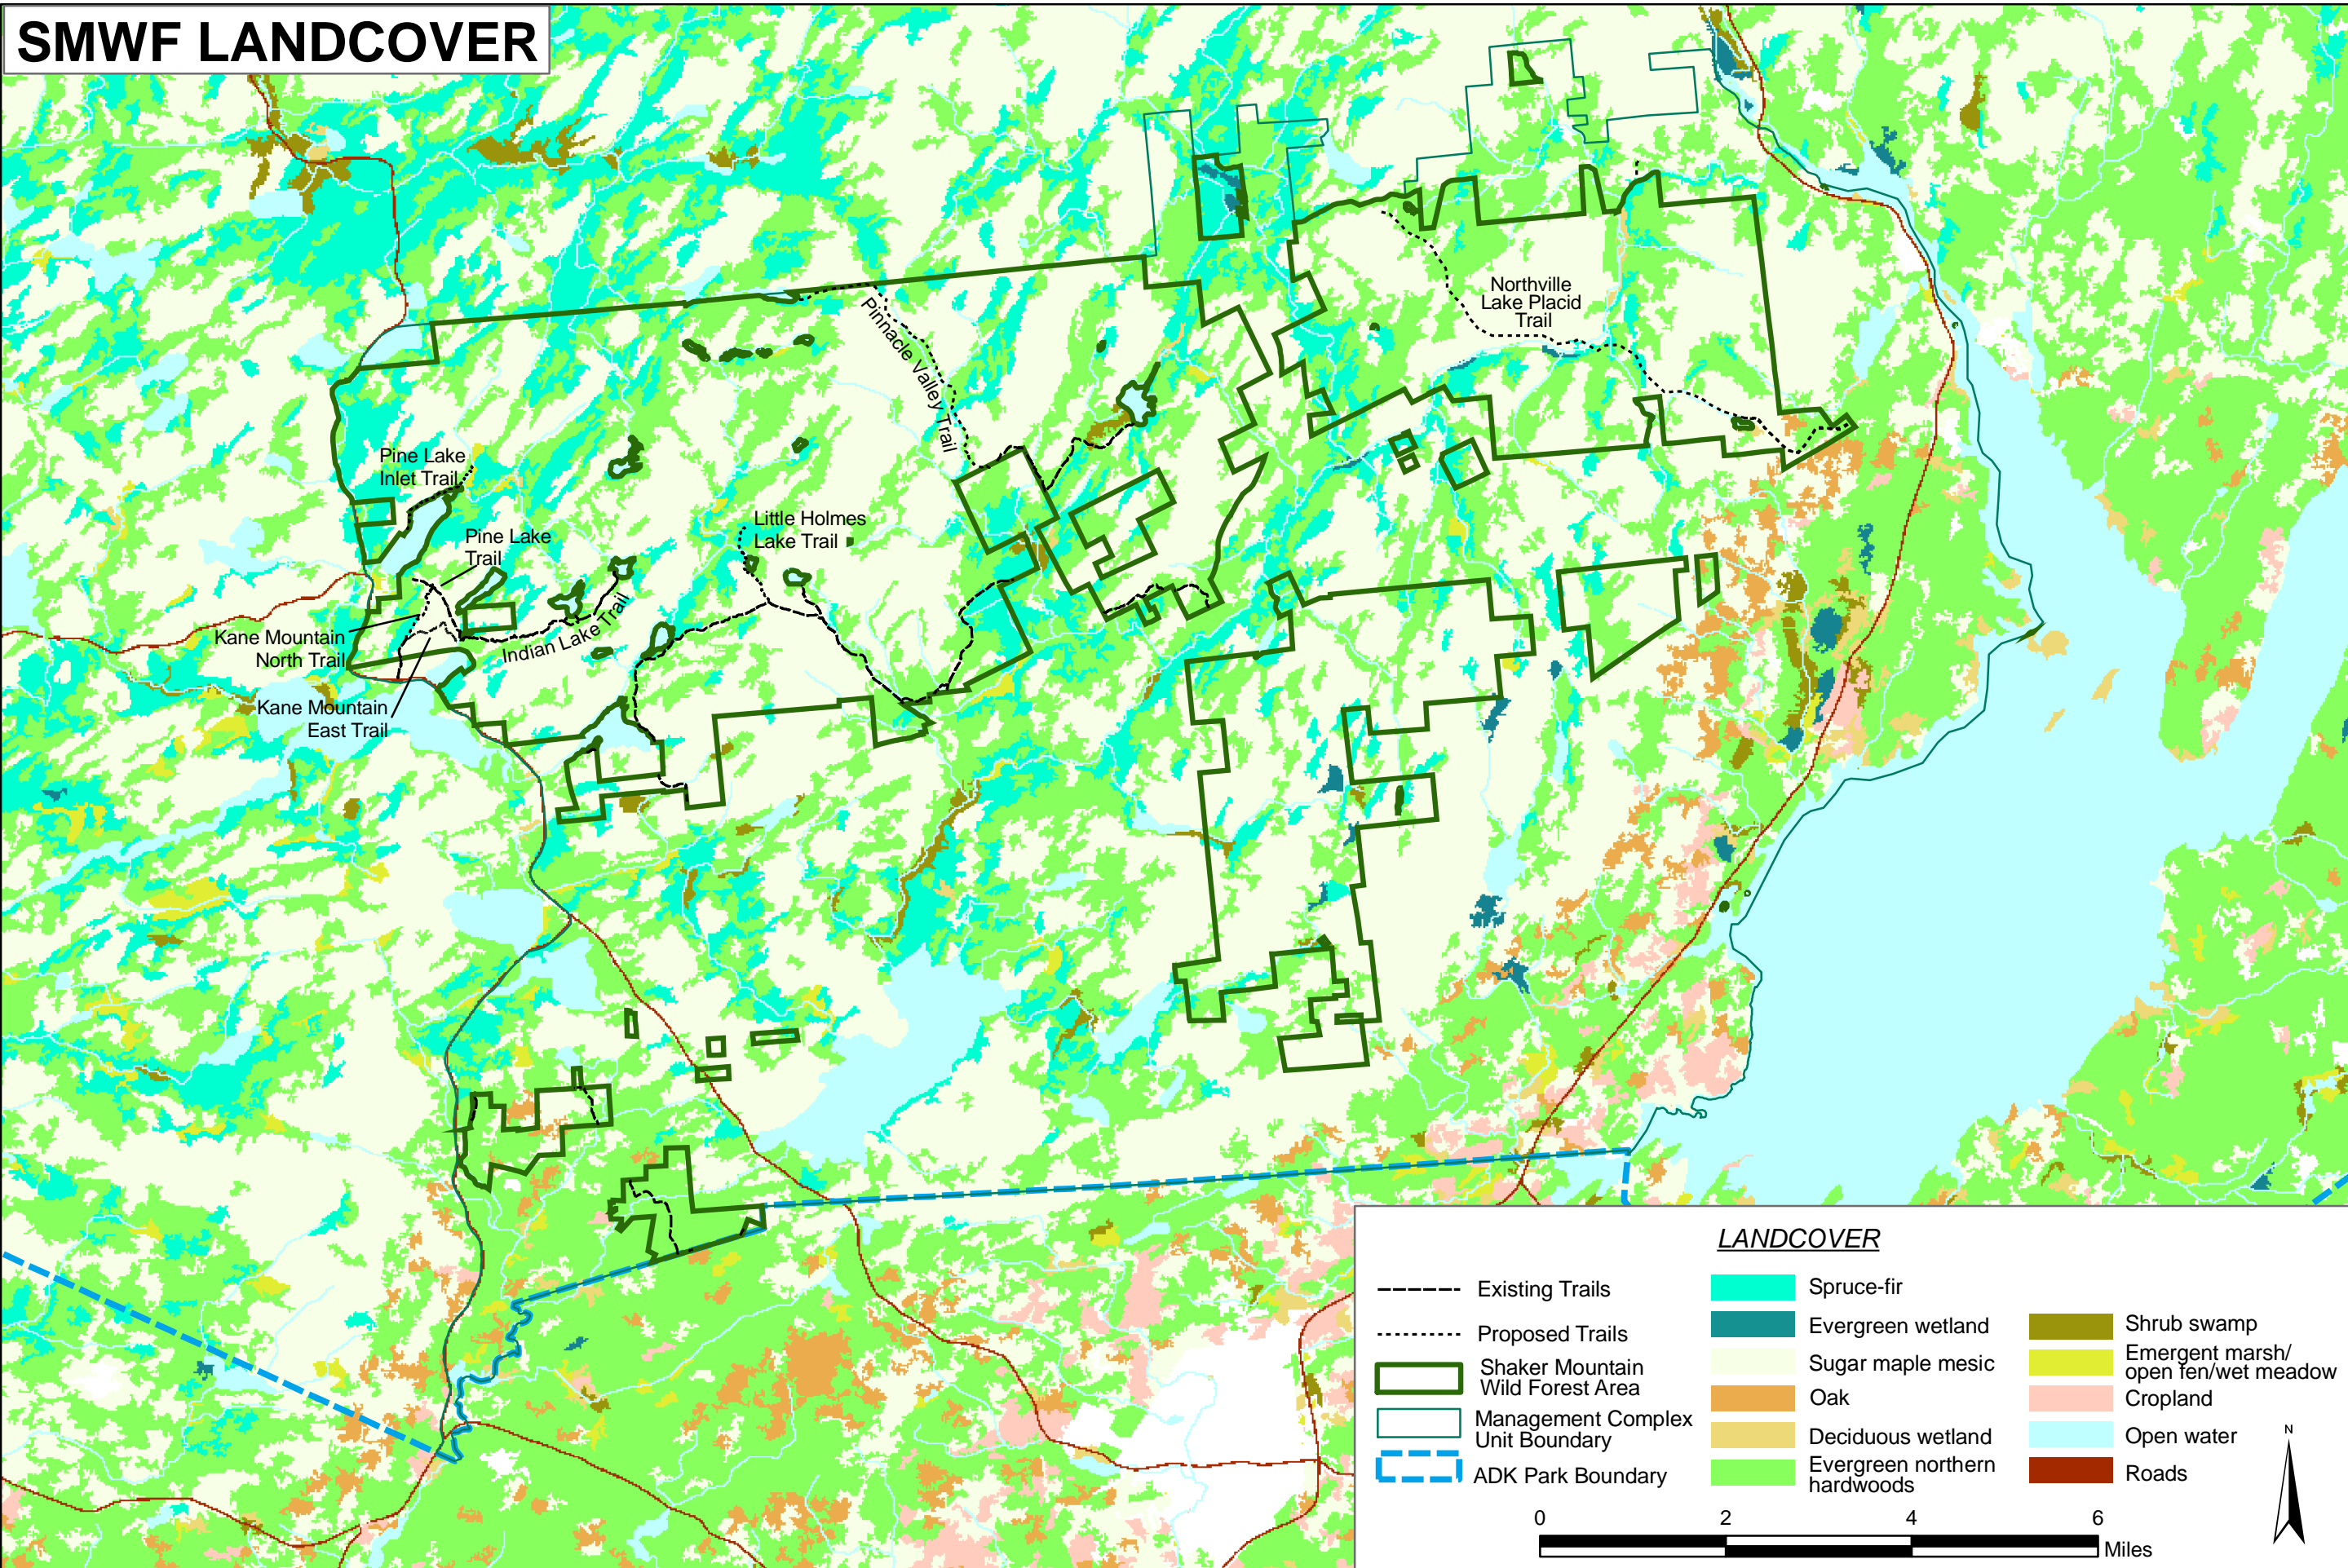 SMWF LANDCOVER
Northville
Lake Placid
Trail
Pinnacle Valley Trail
Pine Lake
Inlet Trail
Little Holmes
Lake Trail
Pine Lake
Trail
Indian Lake Trail
Kane Mountain
North Trail
Kane Mountain
East Trail
LANDCOVER
Existing Trails
Proposed Trails
Shaker Mountain
Wild Forest Area
Management Complex
Unit Boundary
ADK Park Boundary
Spruce-fir
Evergreen wetland
Sugar maple mesic
Oak
Deciduous wetland
Evergreen northern
hardwoods
Shrub swamp
Emergent marsh/
open fen/wet meadow
Cropland
Open water
Roads
N
0 2 4 6
Miles